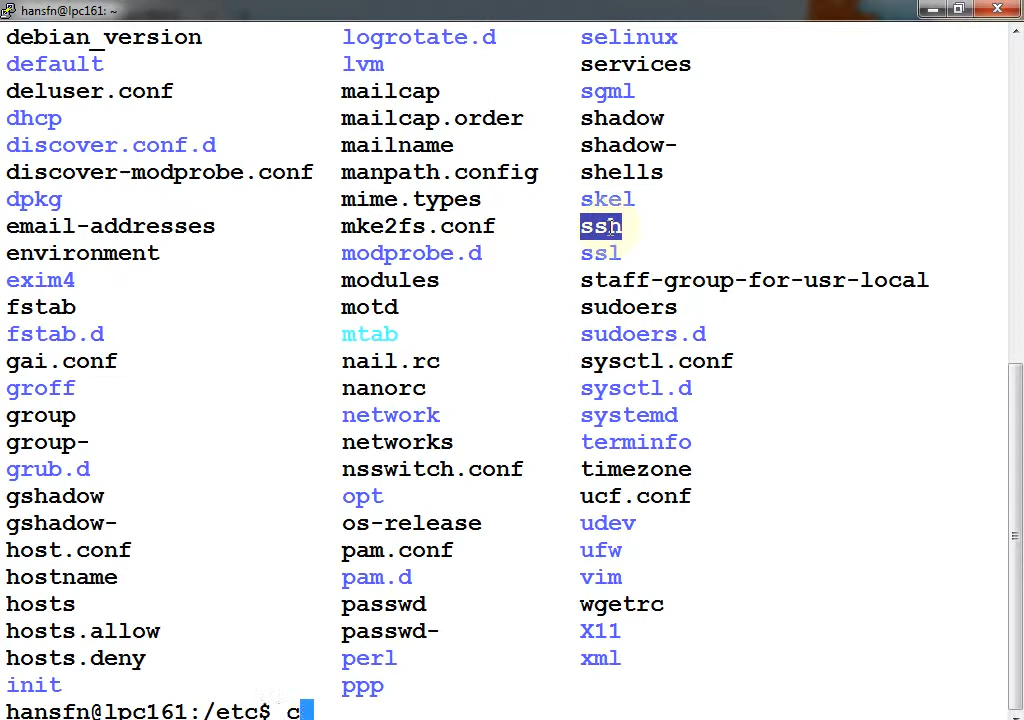 hansfn@lpc161: ~
debian_version logrotate.d selinux
default lvm services
deluser.conf mailcap sgml
dhcp mailcap.order shadow
discover.conf.d mailname shadow-
discover-modprobe.conf manpath.config shells
dpkg mime.types skel
email-addresses mke2fs.conf ssh
environment modprobe.d ssl
exim4 modules staff-group-for-usr-local
fstab motd sudoers
fstab.d mtab sudoers.d
gai.conf nail.rc sysctl.conf
groff nanorc sysctl.d
group network systemd
group- networks terminfo
grub.d nsswitch.conf timezone
gshadow opt ucf.conf
gshadow- os-release udev
host.conf pam.conf ufw
hostname pam.d vim
hosts passwd wgetrc
hosts.allow passwd- X11
hosts.deny perl xml
init ppp
hansfn@lpc161:/etc$ c